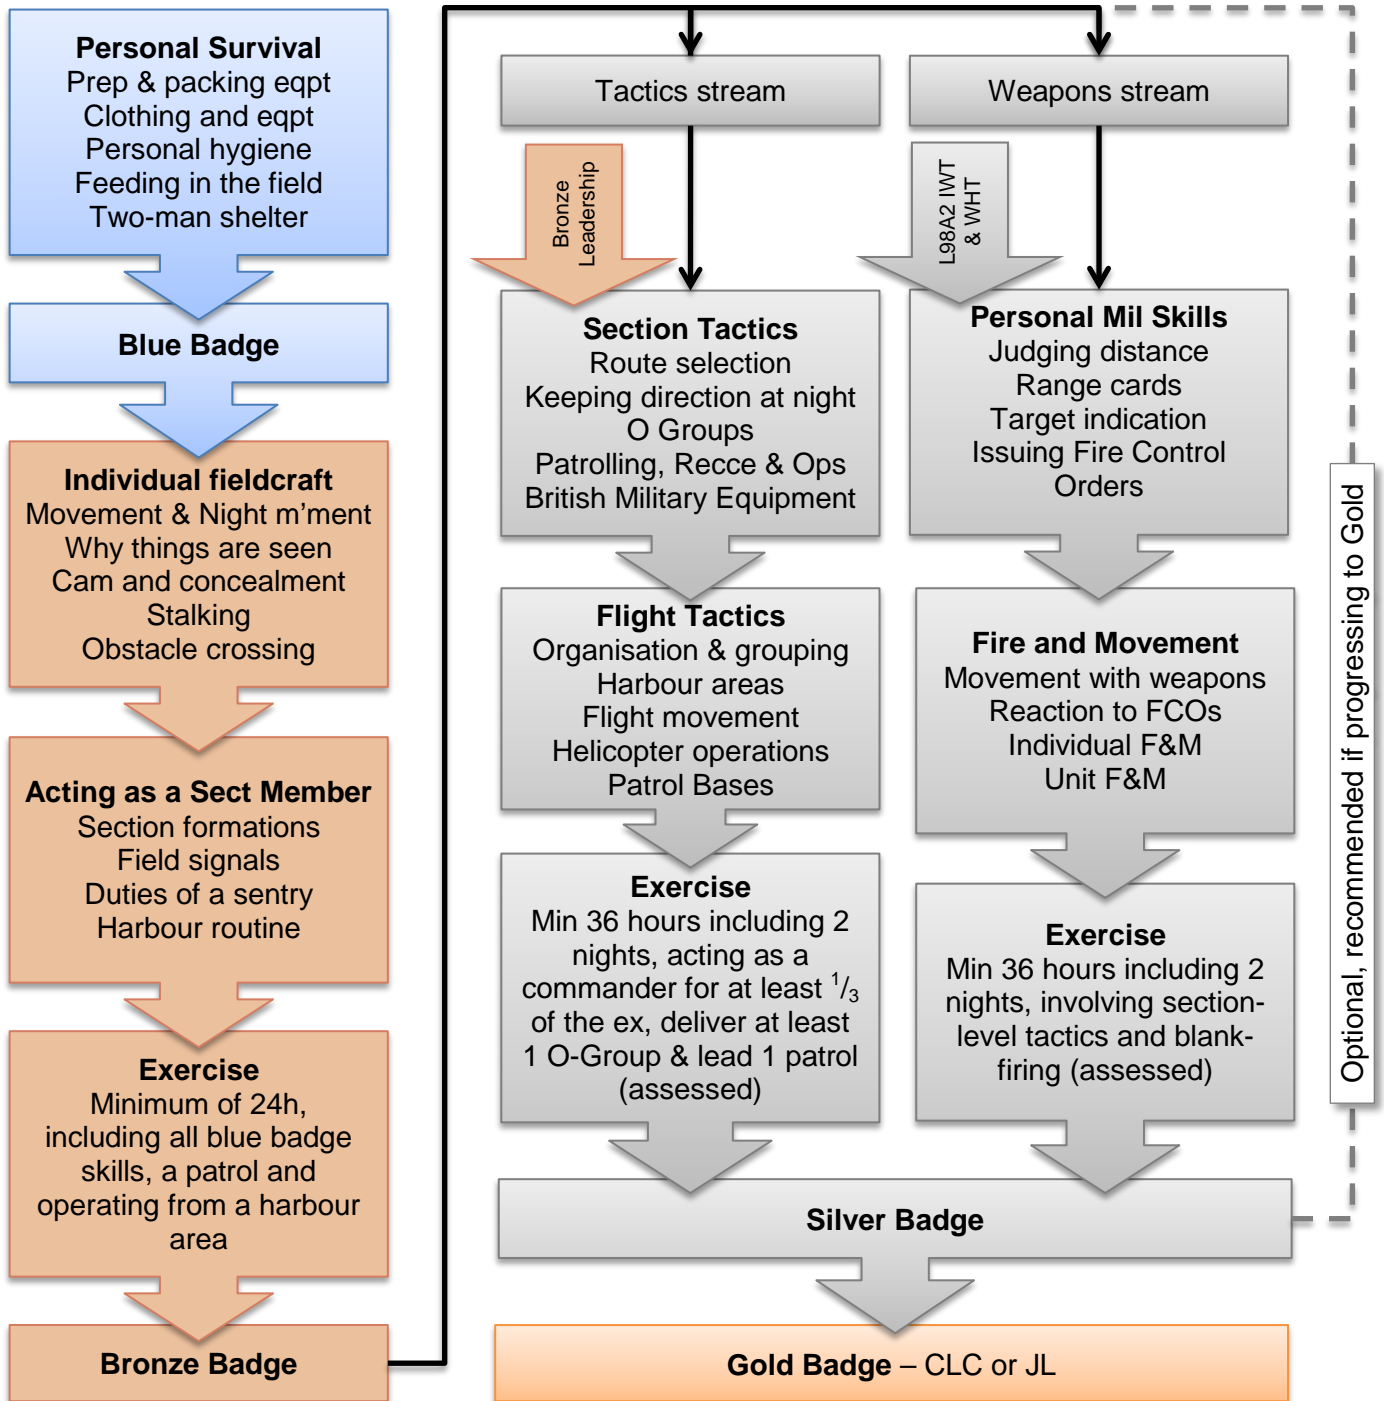 Personal Survival
Prep & packing eqpt
Clothing and eqpt
Personal hygiene
Feeding in the field
Two-man shelter
Blue Badge
Individual fieldcraft
Movement & Night m’ment
Why things are seen
Cam and concealment
Stalking
Obstacle crossing
Acting as a Sect Member
Section formations
Field signals
Duties of a sentry
Harbour routine
Exercise
Minimum of 24h,
including all blue badge
skills, a patrol and
operating from a harbour
area
Bronze Badge
Tactics stream
Bronze
Leadership
Section Tactics
Route selection
Keeping direction at night
O Groups
Patrolling, Recce & Ops
British Military Equipment
Flight Tactics
Organisation & grouping
Harbour areas
Flight movement
Helicopter operations
Patrol Bases
Exercise
Min 36 hours including 2
nights, acting as a
commander for at least 1/3
of the ex, deliver at least
1 O-Group & lead 1 patrol
(assessed)
Weapons stream
L98A2 IWT
& WHT
Personal Mil Skills
Judging distance
Range cards
Target indication
Issuing Fire Control
Orders
Fire and Movement
Movement with weapons
Reaction to FCOs
Individual F&M
Unit F&M
Exercise
Min 36 hours including 2
nights, involving section-
level tactics and blank-
firing (assessed)
Silver Badge
Optional, recommended if progressing to Gold
Gold Badge – CLC or JL